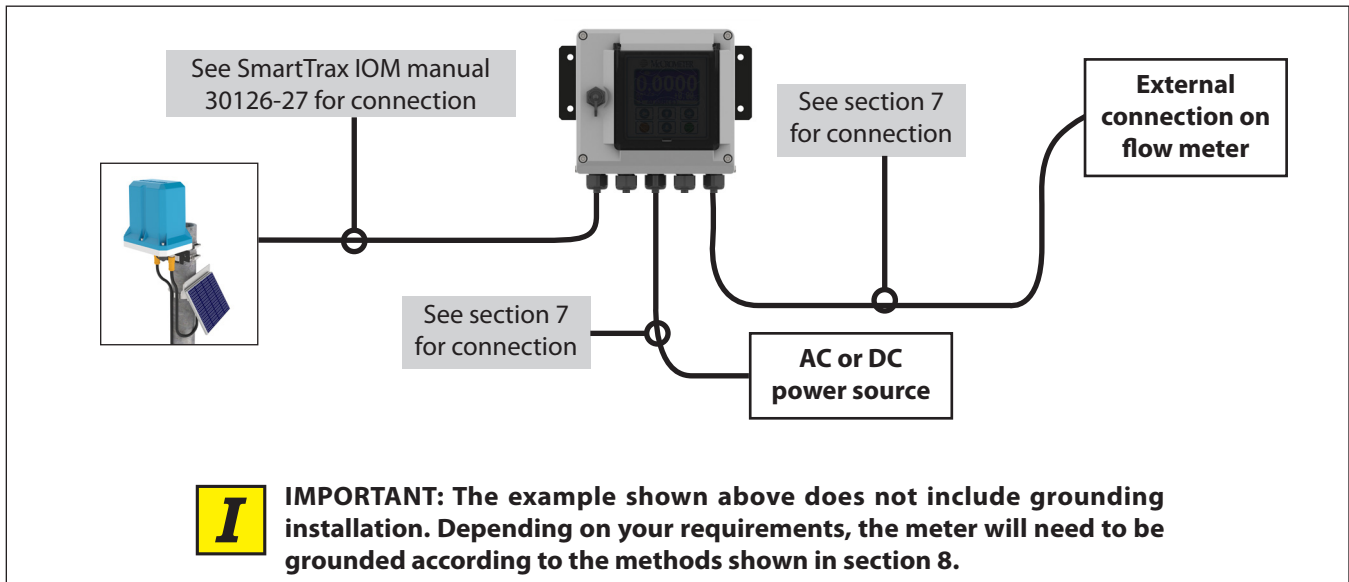 See SmartTrax IOM manual
30126-27 for connection
0.0000
See section 7
for connection
External
connection on
flow meter
See section 7
for connection
AC or DC
power source
I
IMPORTANT: The example shown above does not include grounding
installation. Depending on your requirements, the meter will need to be
grounded according to the methods shown in section 8.